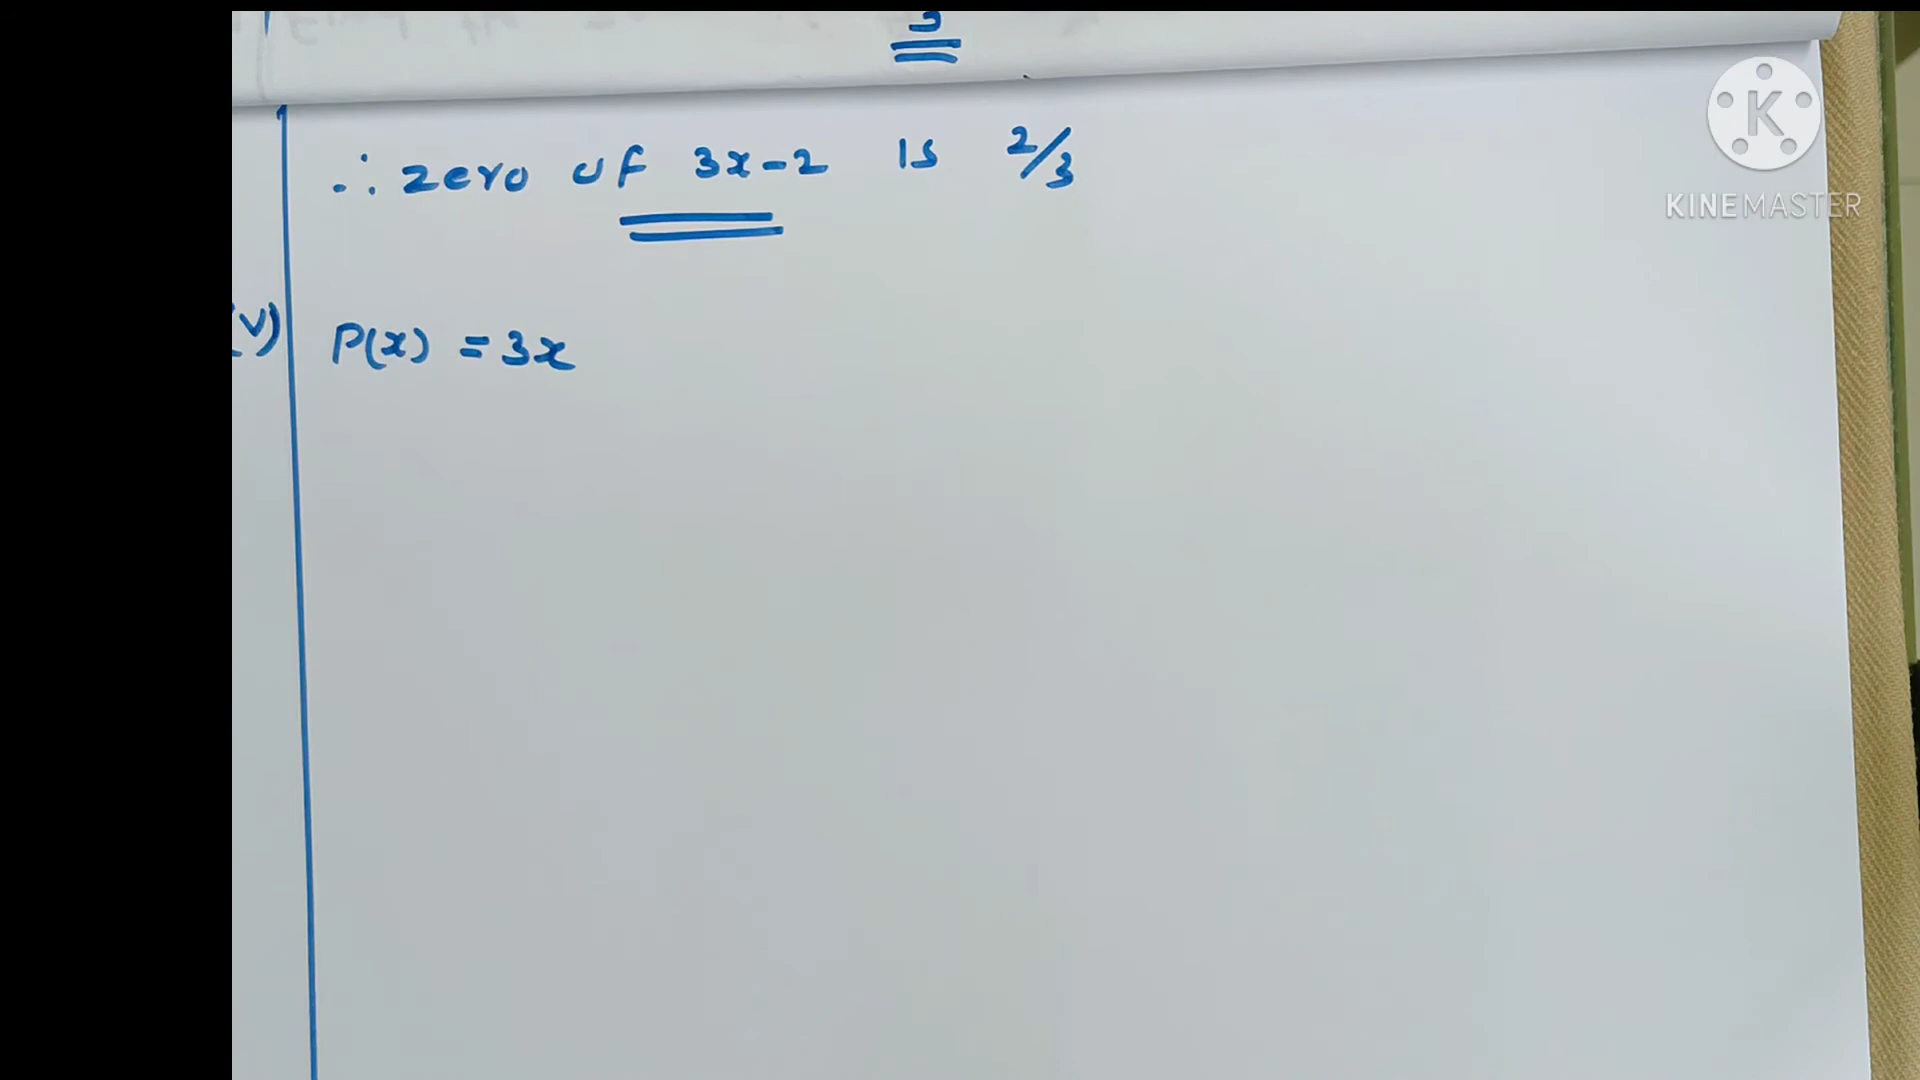 ∴ zero of 3x-2 is 2/3
(v) P(x) = 3x
K
KINEMASTER